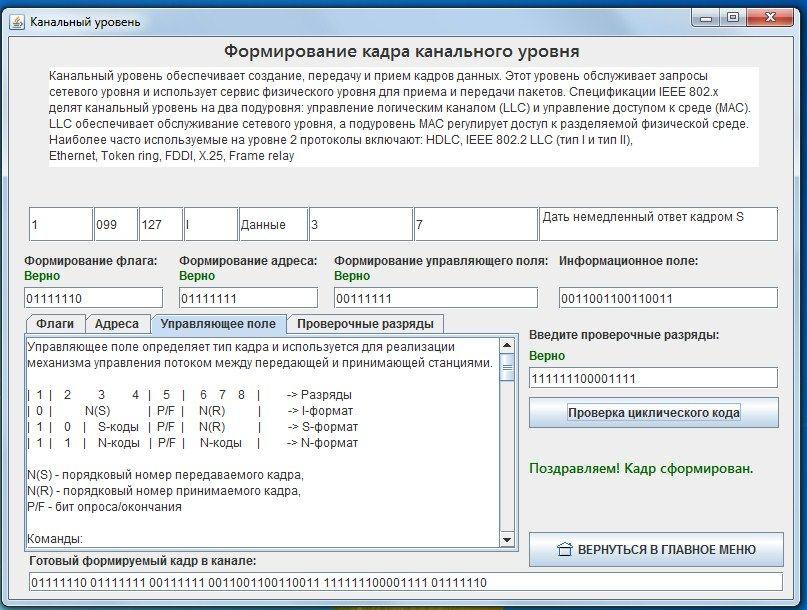 Канальный уровень
Формирование кадра канального уровня
Канальный уровень обеспечивает создание, передачу и прием кадров данных. Этот уровень обслуживает запросы
сетевого уровня и использует сервис физического уровня для приема и передачи пакетов. Спецификации IEEE 802.x
делят канальный уровень на два подуровня: управление логическим каналом (LLC) и управление доступом к среде (MAC).
LLC обеспечивает обслуживание сетевого уровня, а подуровень MAC регулирует доступ к разделяемой физической среде.
Наиболее часто используемые на уровне 2 протоколы включают: HDLC, IEEE 802.2 LLC (тип I и тип II),
Ethernet, Token ring, FDDI, X.25, Frame relay
1 099 127 I Данные 3 7 Дать немедленный ответ кадром S
Формирование флага: Формирование адреса: Формирование управляющего поля: Информационное поле:
Верно Верно Верно
01111110 01111111 00111111 0011001100110011
Флаги Адреса Управляющее поле Проверочные разряды
Управляющее поле определяет тип кадра и используется для реализации
механизма управления потоком между передающей и принимающей станциями.
| 1 | 2 3 4 | 5 | 6 7 8 | -> Разряды
| 0 | N(S) | P/F | N(R) | -> I-формат
| 1 | 0 | S-коды | P/F | N(R) | -> S-формат
| 1 | 1 | N-коды | P/F | N-коды | -> N-формат
N(S) - порядковый номер передаваемого кадра,
N(R) - порядковый номер принимаемого кадра,
P/F - бит опроса/окончания
Команды:
Введите проверочные разряды:
Верно
111111100001111
Проверка циклического кода
Поздравляем! Кадр сформирован.
ВЕРНУТЬСЯ В ГЛАВНОЕ МЕНЮ
Готовый формируемый кадр в канале:
01111110 01111111 00111111 0011001100110011 1111111100001111 01111110